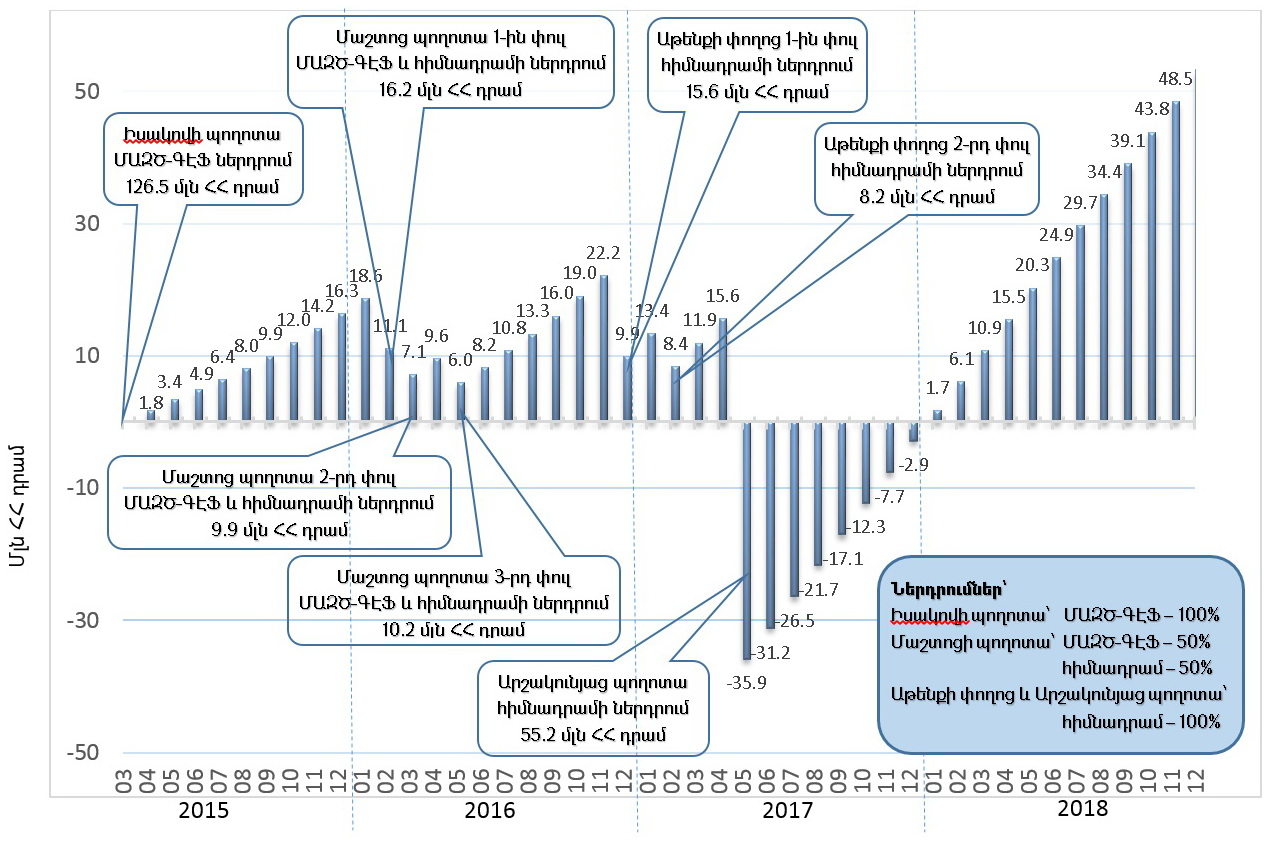 Մաշտոց պողոտա 1-ին փուլ
ՄԱԶԾ-ԳԷՖ և հիմնադրամի ներդրում
16.2 մլն ՀՀ դրամ
Աթենքի փողոց 1-ին փուլ
հիմնադրամի ներդրում
15.6 մլն ՀՀ դրամ
Իսակովի պողոտա
ՄԱԶԾ-ԳԷՖ ներդրում
126.5 մլն ՀՀ դրամ
Աթենքի փողոց 2-րդ փուլ
հիմնադրամի ներդրում
8.2 մլն ՀՀ դրամ
50
30
10
-10
-30
-50
Մլն ՀՀ դրամ
1.8 3.4 4.9 6.4 8.0 9.9 12.0 14.2 16.3 18.6 11.1 7.1 9.6 6.0 8.2 10.8 13.3 16.0 19.0 22.2 9.9 13.4 8.4 11.9 15.6
-35.9 -31.2 -26.5 -21.7 -17.1 -12.3 -7.7 -2.9
1.7 6.1 10.9 15.5 20.3 24.9 29.7 34.4 39.1 43.8 48.5
Մաշտոց պողոտա 2-րդ փուլ
ՄԱԶԾ-ԳԷՖ և հիմնադրամի ներդրում
9.9 մլն ՀՀ դրամ
Մաշտոց պողոտա 3-րդ փուլ
ՄԱԶԾ-ԳԷՖ և հիմնադրամի ներդրում
10.2 մլն ՀՀ դրամ
Արշակունյաց պողոտա
հիմնադրամի ներդրում
55.2 մլն ՀՀ դրամ
Ներդրումներ՝
Իսակովի պողոտա՝ ՄԱԶԾ-ԳԷՖ – 100%
Մաշտոցի պողոտա՝ ՄԱԶԾ-ԳԷՖ – 50%
հիմնադրամ – 50%
Աթենքի փողոց և Արշակունյաց պողոտա՝
հիմնադրամ – 100%
03 04 05 06 07 08 09 10 11 12 01 02 03 04 05 06 07 08 09 10 11 12 01 02 03 04 05 06 07 08 09 10 11 12 01 02 03 04 05 06 07 08 09 10 11 12
2015 2016 2017 2018